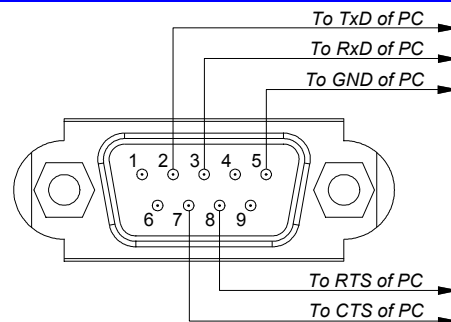 To TxD of PC
To RxD of PC
To GND of PC
1 2 3 4 5
6 7 8 9
To RTS of PC
To CTS of PC